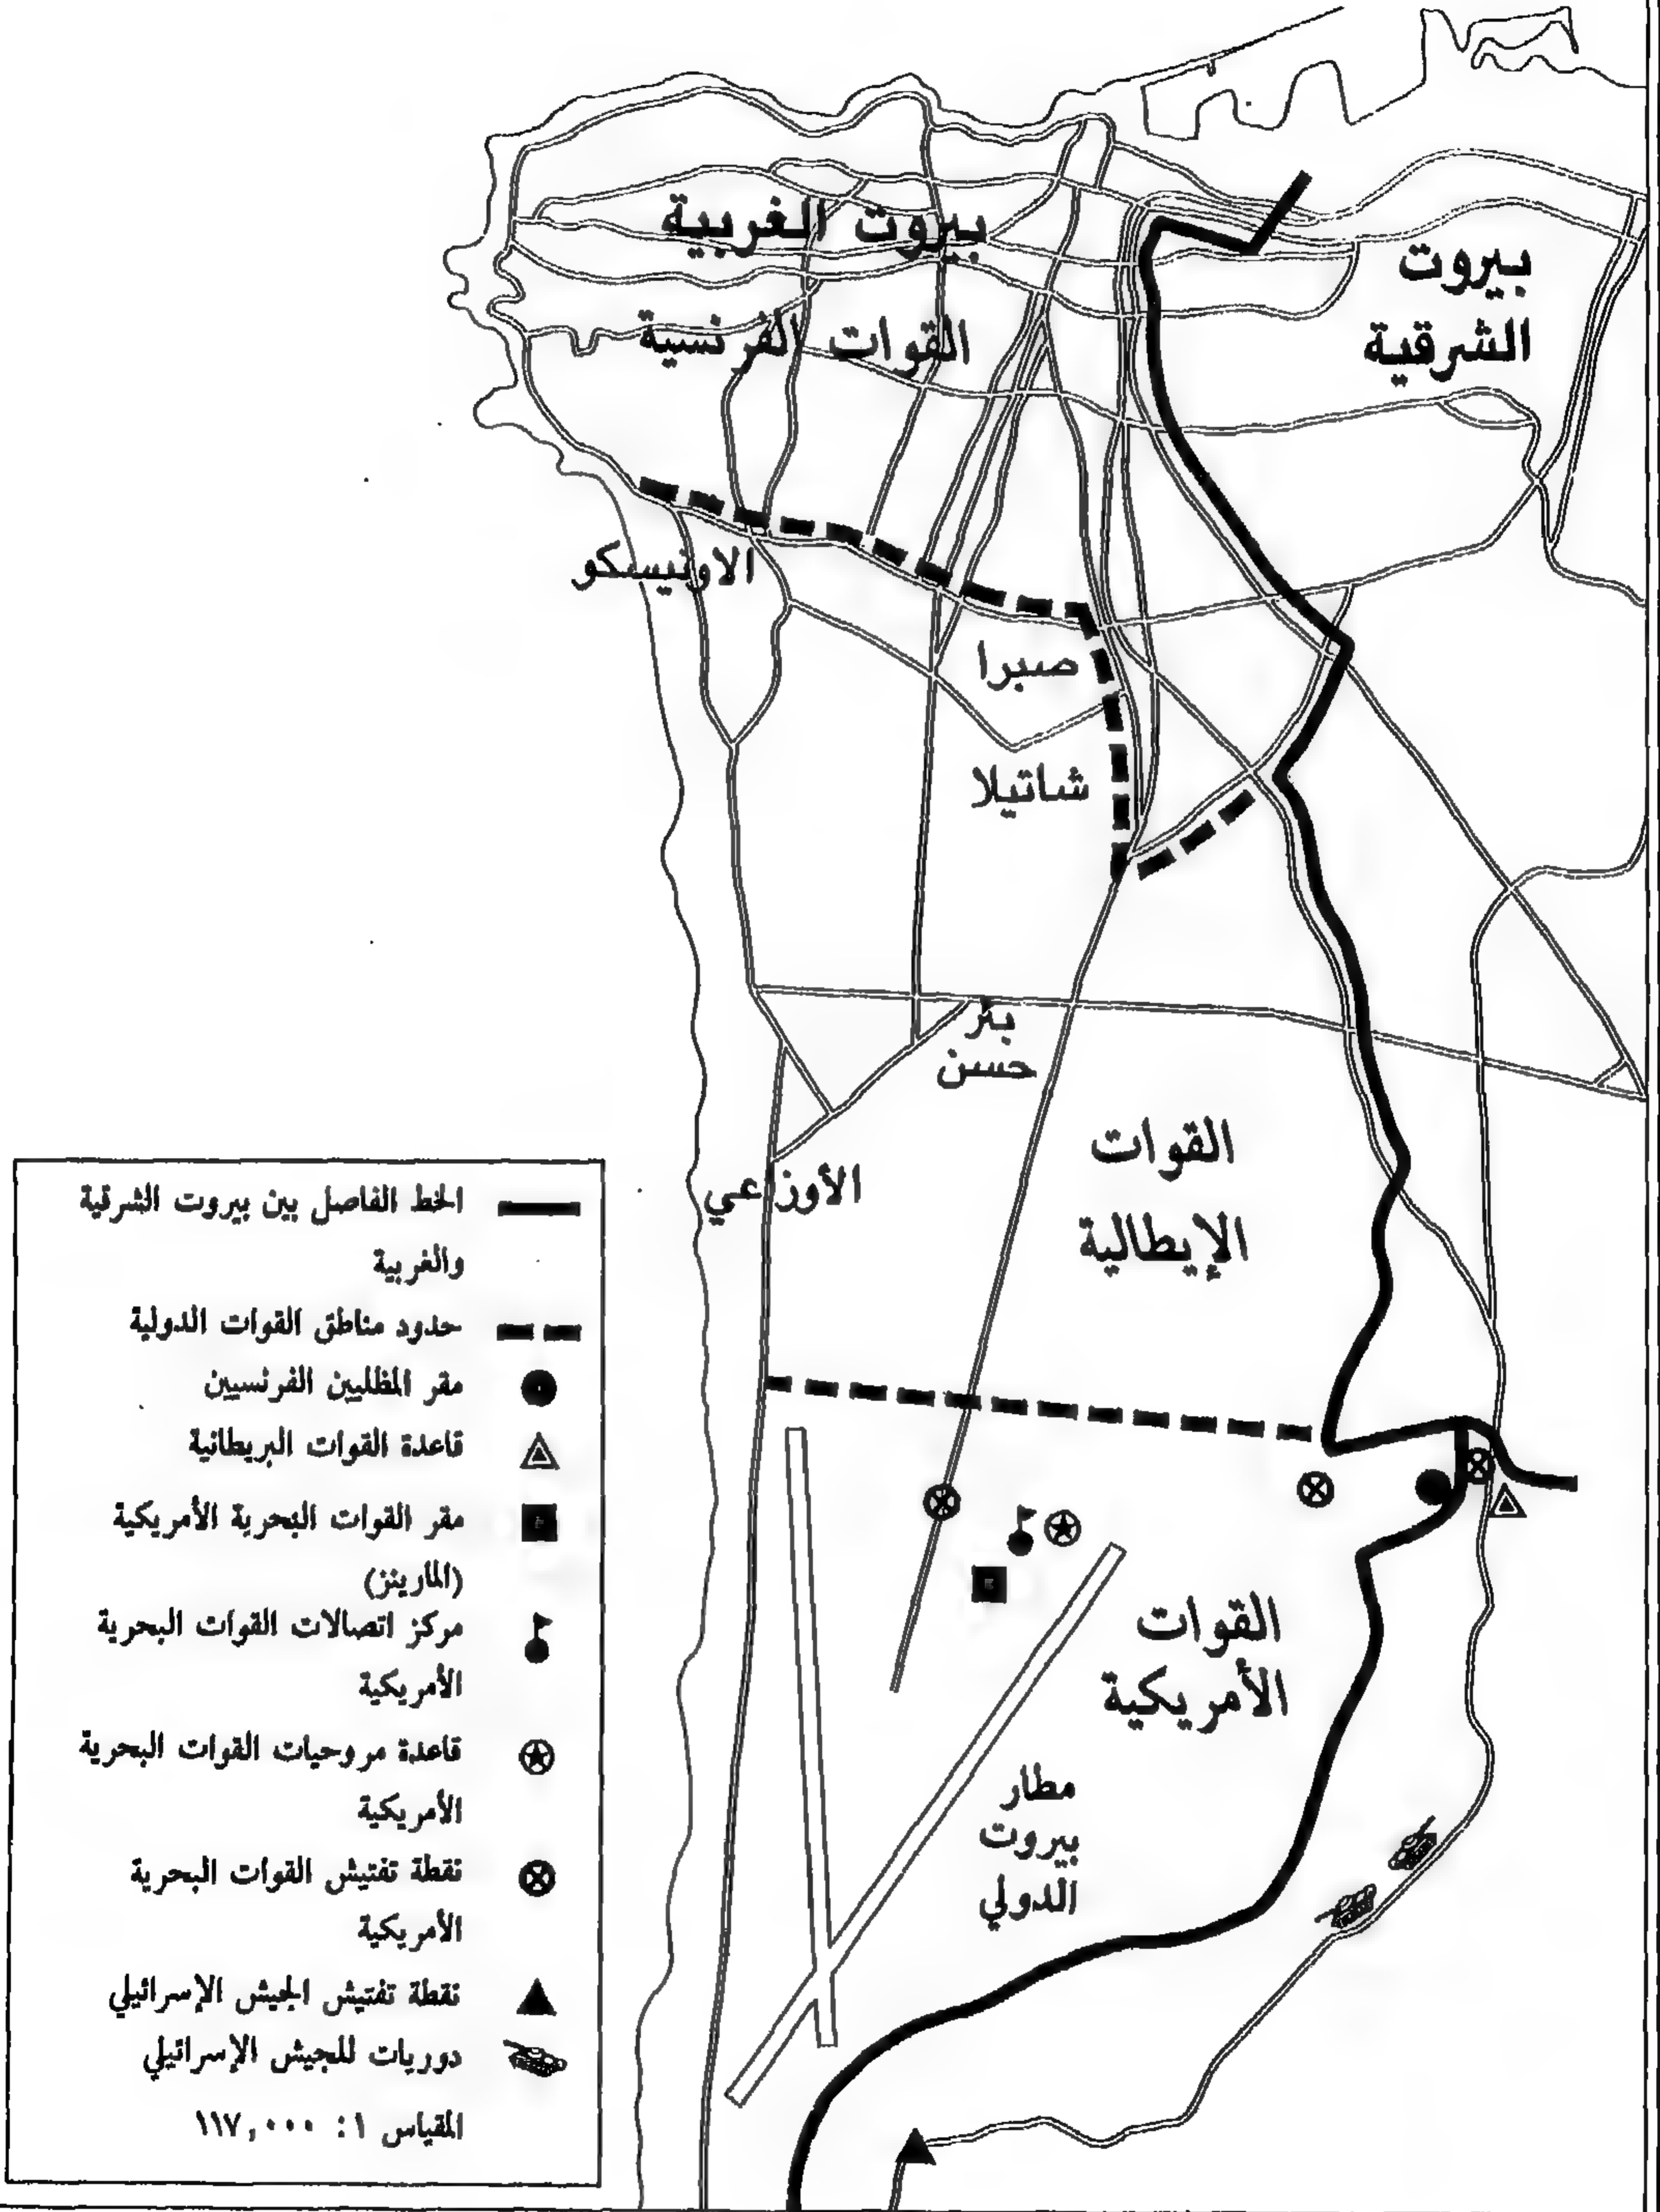 بيروت الغربية
بيروت
الشرقية
القوات الفرنسية
الاونيسكو
صبرا
شاتيلا
بئر
حسن
القوات
الإيطالية
الأوزاعي
القوات
الأمريكية
مطار
بيروت
الدولي
الخط الفاصل بين بيروت الشرقية
والغربية
حدود مناطق القوات الدولية
مقر المظليين الفرنسيين
قاعدة القوات البريطانية
مقر القوات البحرية الأمريكية
(المارينز)
مركز اتصالات القوات البحرية
الأمريكية
قاعدة مروحيات القوات البحرية
الأمريكية
نقطة تفتيش القوات البحرية
الأمريكية
نقطة تفتيش الجيش الإسرائيلي
دوريات للجيش الإسرائيلي
المقياس ١: ١١٧,٠٠٠